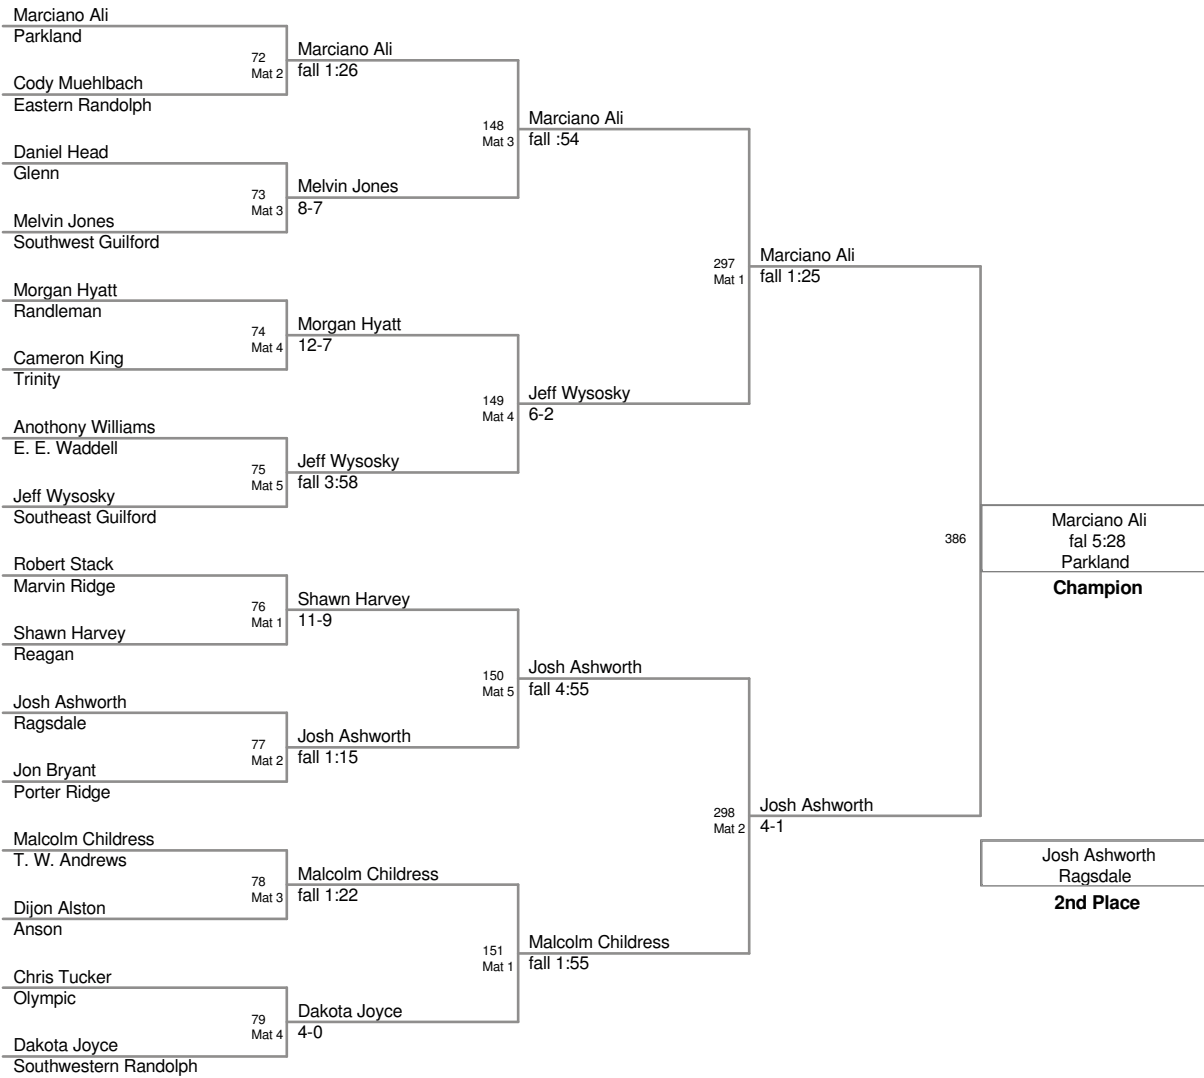 Marciano Ali
Parkland
72
Mat 2
Marciano Ali
fall 1:26
Cody Muehlbach
Eastern Randolph
148
Mat 3
Marciano Ali
fall :54
Daniel Head
Glenn
73
Mat 3
Melvin Jones
8-7
Melvin Jones
Southwest Guilford
297
Mat 1
Marciano Ali
fall 1:25
Morgan Hyatt
Randleman
74
Mat 4
Morgan Hyatt
12-7
Cameron King
Trinity
149
Mat 4
Jeff Wysosky
6-2
Anothony Williams
E. E. Waddell
75
Mat 5
Jeff Wysosky
fall 3:58
Jeff Wysosky
Southeast Guilford
386
Marciano Ali
fal 5:28
Parkland
Champion
Robert Stack
Marvin Ridge
76
Mat 1
Shawn Harvey
11-9
Shawn Harvey
Reagan
150
Mat 5
Josh Ashworth
fall 4:55
Josh Ashworth
Ragsdale
77
Mat 2
Josh Ashworth
fall 1:15
Jon Bryant
Porter Ridge
298
Mat 2
Josh Ashworth
4-1
Malcolm Childress
T. W. Andrews
78
Mat 3
Malcolm Childress
fall 1:22
Dijon Alston
Anson
151
Mat 1
Malcolm Childress
fall 1:55
Chris Tucker
Olympic
79
Mat 4
Dakota Joyce
4-0
Dakota Joyce
Southwestern Randolph
Josh Ashworth
Ragsdale
2nd Place